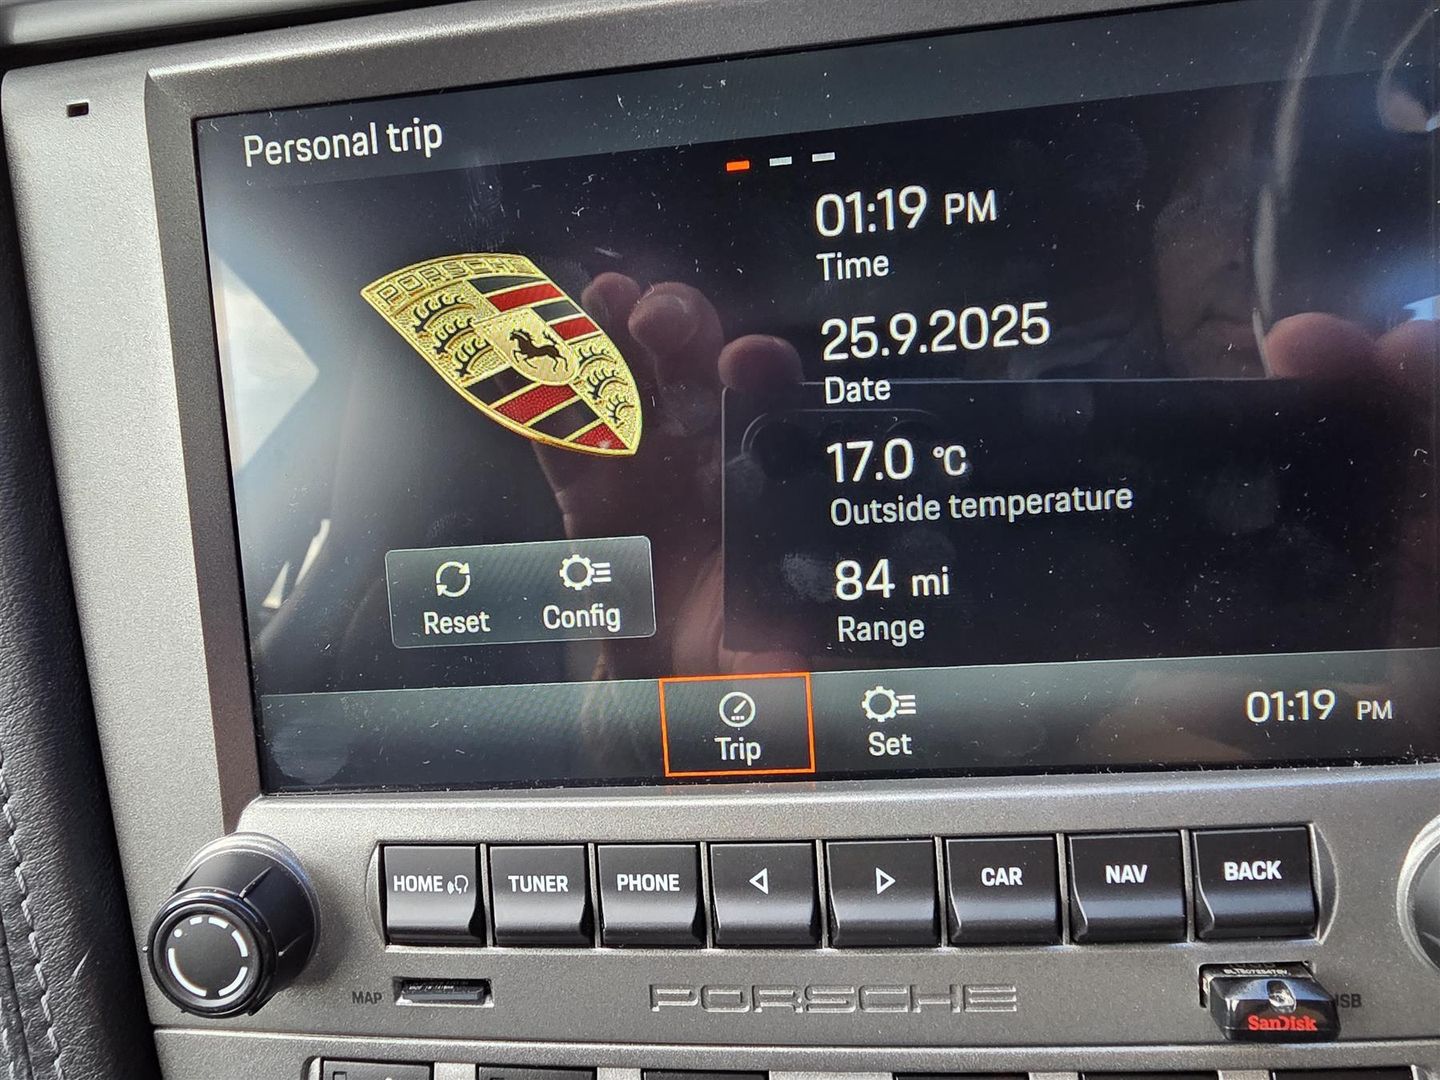 Personal trip
PORSCHE
01:19 PM
Time
25.9.2025
Date
17.0 °C
Outside temperature
84 mi
Range
Reset
Config
Trip
Set
01:19 PM
HOME
TUNER
PHONE
CAR
NAV
BACK
MAP
PORSCHE
SanDisk